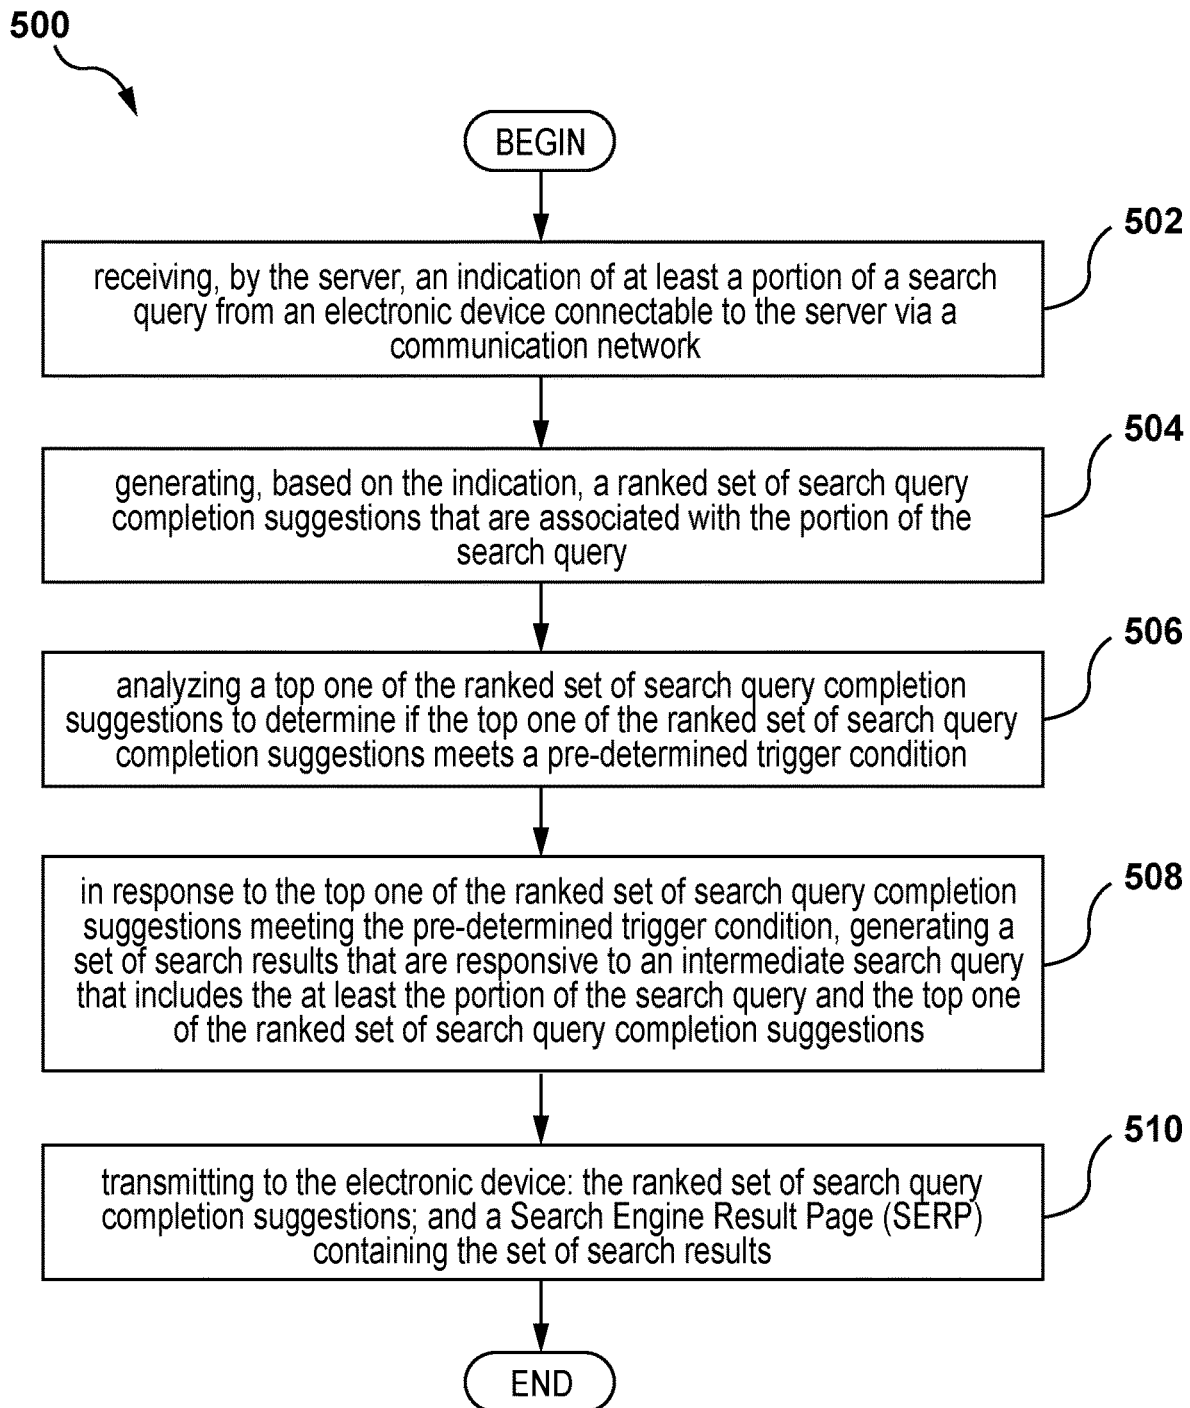 500
BEGIN
502
receiving, by the server, an indication of at least a portion of a search
query from an electronic device connectable to the server via a
communication network
504
generating, based on the indication, a ranked set of search query
completion suggestions that are associated with the portion of the
search query
506
analyzing a top one of the ranked set of search query completion
suggestions to determine if the top one of the ranked set of search query
completion suggestions meets a pre-determined trigger condition
508
in response to the top one of the ranked set of search query completion
suggestions meeting the pre-determined trigger condition, generating a
set of search results that are responsive to an intermediate search query
that includes the at least the portion of the search query and the top one
of the ranked set of search query completion suggestions
510
transmitting to the electronic device: the ranked set of search query
completion suggestions; and a Search Engine Result Page (SERP)
containing the set of search results
END